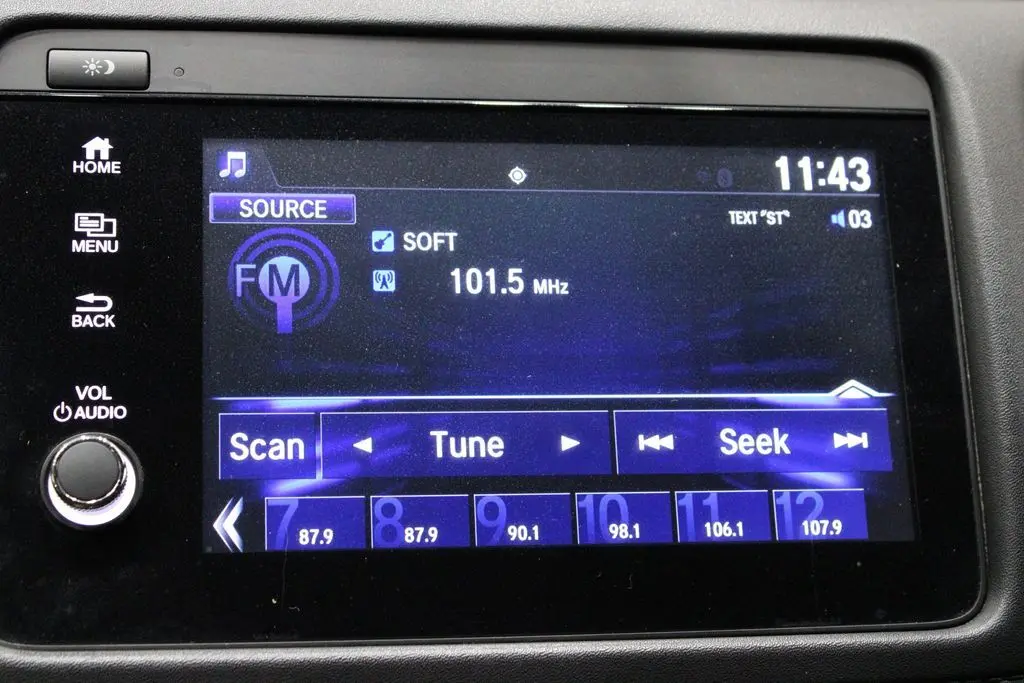 HOME
MENU
BACK
VOL
AUDIO
11:43
SOURCE
TEXT "ST"
03
FM
SOFT
101.5 MHz
Scan
Tune
Seek
7 87.9
8 87.9
9 90.1
10 98.1
11 106.1
12 107.9